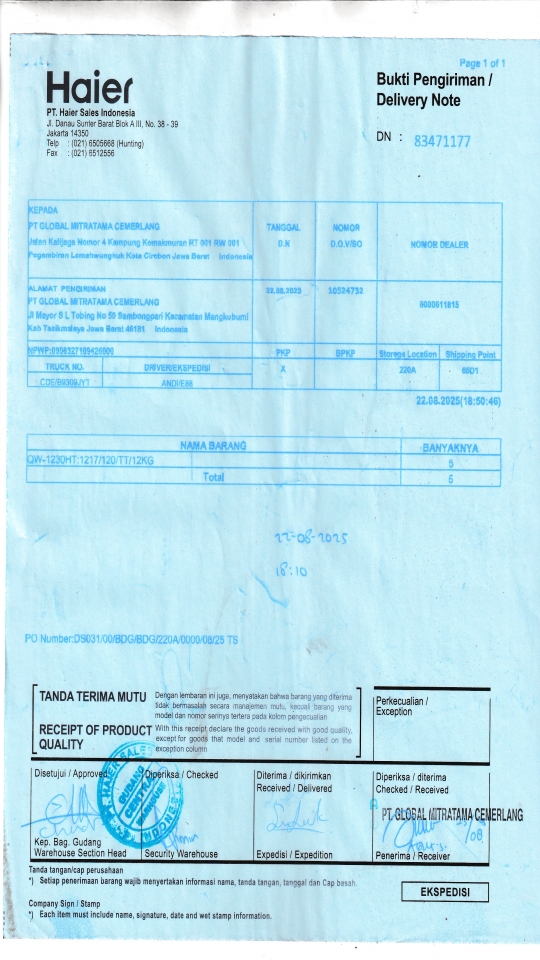 Page 1 of 1
Haier
Bukti Pengiriman /
Delivery Note
PT. Haier Sales Indonesia
Jl. Danau Sunter Barat Blok A III, No. 38 - 39
Jakarta 14350
Telp : (021) 6505668 (Hunting)
Fax : (021) 6512556
DN : 83471177
KEPADA
PT GLOBAL MITRATAMA CEMERLANG
Jalan Kalijaga Nomor 4 Kampung Kemakmuran RT 001 RW 001
Pegambiran Lemahwungkuk Kota Cirebon Jawa Barat Indonesia
TANGGAL
D.N
NOMOR
D.O.V/SO
NOMOR DEALER
ALAMAT PENGIRIMAN
PT GLOBAL MITRATAMA CEMERLANG
Jl Mayor S L Tobing No 50 Sambongpari Kecamatan Mangkubumi
Kab Tasikmalaya Jawa Barat 46181 Indonesia
22.08.2025 10524732
NPWP: PKP BPKP Storege Location Shipping Point
TRUCK NO. DRIVER/EKSPEDISI X 220A
ANDI/E88
22.08.2025(18:50:46)
NAMA BARANG BANYAKNYA
QW-1230HT:1217/120/TT/12KG 5
Total 5
22-08-2025
18:10
PO Number:DS031/00/BDG/BDG/220A/0000/08/25 TS
TANDA TERIMA MUTU
Dengan lembaran ini juga, menyatakan bahwa barang yang diterima
tidak bermasalah secara manajemen mutu, kecuali barang yang
model dan nomor serinya tertera pada kolom pengecualian
RECEIPT OF PRODUCT
QUALITY
With this receipt declare the goods received with good quality,
except for goods that model and serial number listed on the
exception column
Perkecualian /
Exception
Disetujui / Approved
Diperiksa / Checked
Diterima / dikirimkan
Received / Delivered
Diperiksa / diterima
Checked / Received
PT. HAIER SALES INDONESIA
GUDANG
CENTRAL
PT. GLOBAL MITRATAMA CEMERLANG
Kep. Bag. Gudang
Warehouse Section Head
Security Warehouse
Expedisi / Expedition
Penerima / Receiver
Tanda tangan/cap perusahaan
*) Setiap penerimaan barang wajib menyertakan informasi nama, tanda tangan, tanggal dan Cap basah.
EKSPEDISI
Company Sign / Stamp
*) Each item must include name, signature, date and wet stamp information.